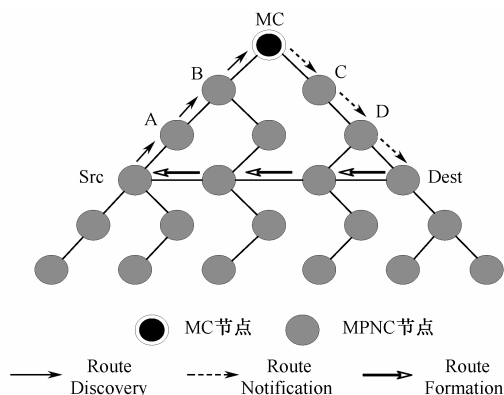 MC
B
C
A
D
Src
Dest
MC节点
MPNC节点
Route Discovery
Route Notification
Route Formation